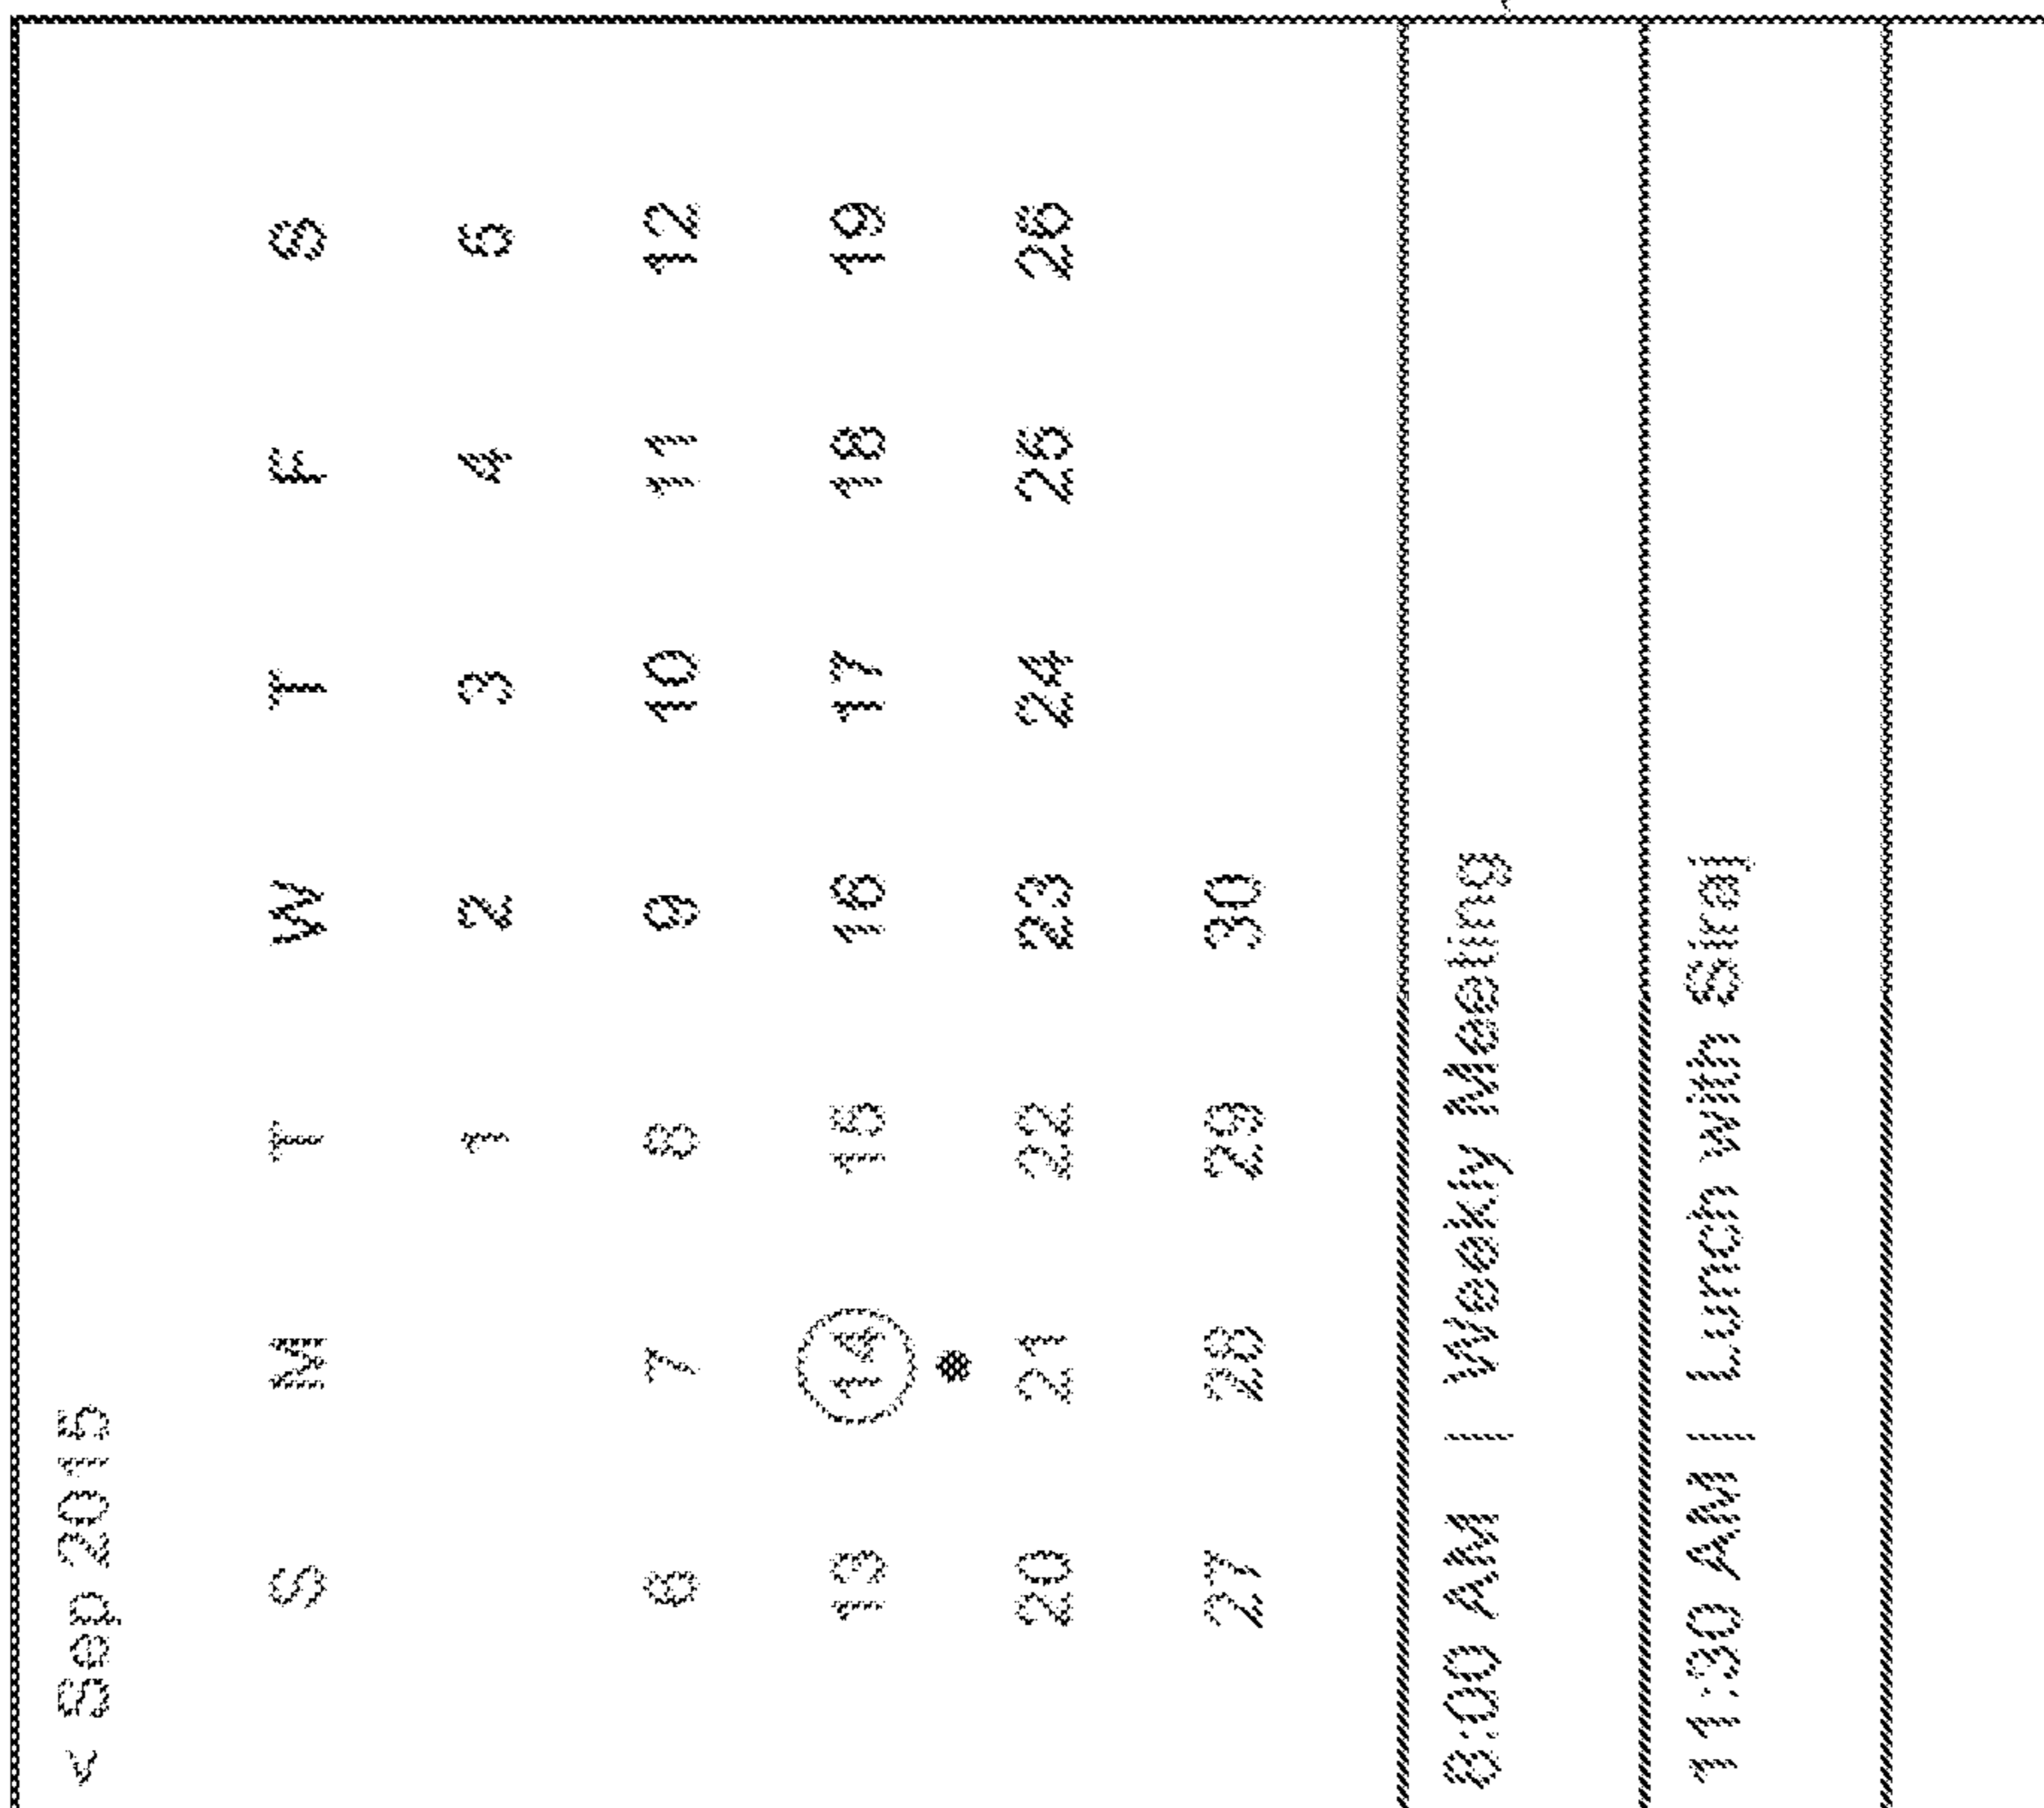 < Sep 2015
S M T W T F S
1 2 3 4 5
6 7 8 9 10 11 12
13 14 15 16 17 18 19
20 21 22 23 24 25 26
27 28 29 30
8:00 AM | Weekly Meeting
11:30 AM | Lunch with Siraj